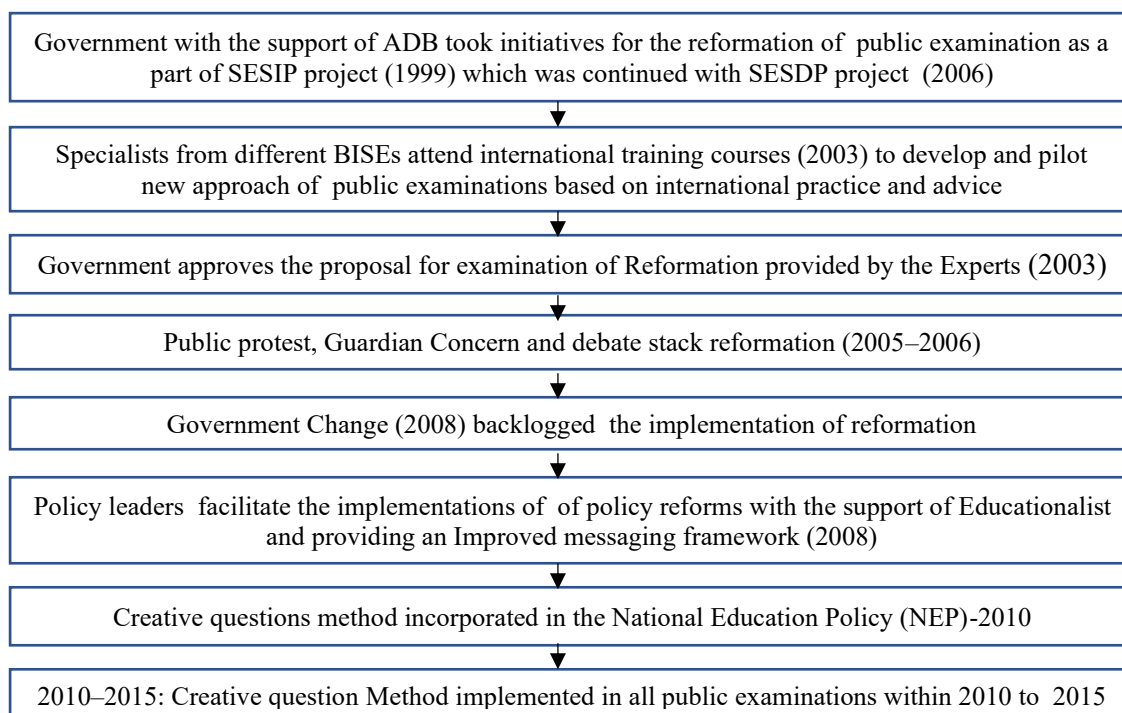 Government with the support of ADB took initiatives for the reformation of public examination as a
part of SESIP project (1999) which was continued with SESDP project (2006)
Specialists from different BISEs attend international training courses (2003) to develop and pilot
new approach of public examinations based on international practice and advice
Government approves the proposal for examination of Reformation provided by the Experts (2003)
Public protest, Guardian Concern and debate stack reformation (2005–2006)
Government Change (2008) backlogged the implementation of reformation
Policy leaders facilitate the implementations of of policy reforms with the support of Educationalist
and providing an Improved messaging framework (2008)
Creative questions method incorporated in the National Education Policy (NEP)-2010
2010–2015: Creative question Method implemented in all public examinations within 2010 to 2015